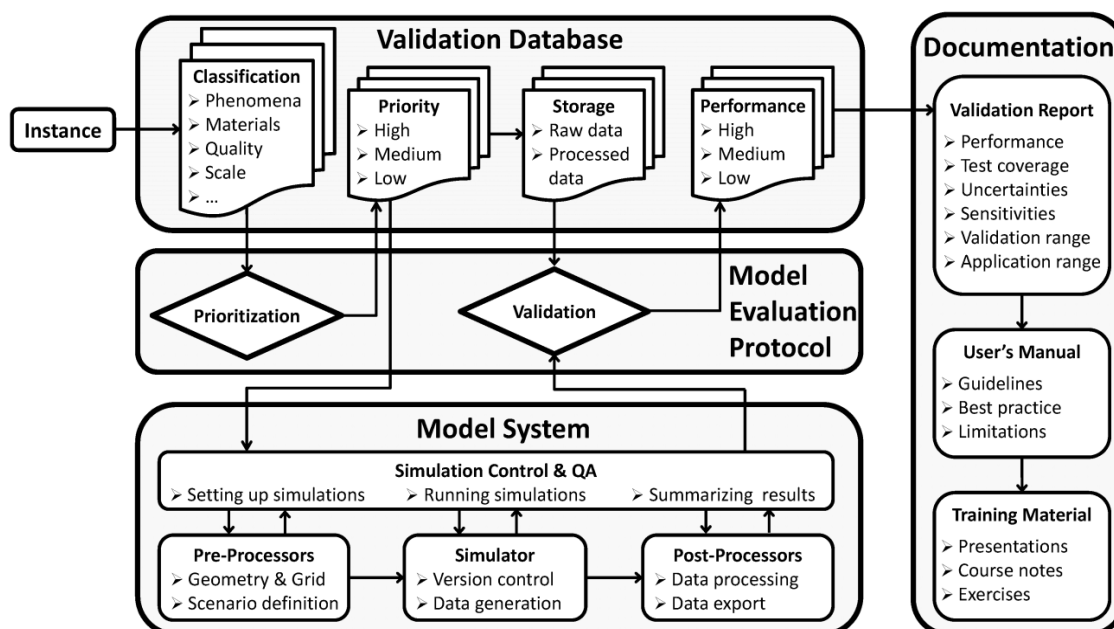 Validation Database
Instance
Classification
➢ Phenomena
➢ Materials
➢ Quality
➢ Scale
➢ ...
Priority
➢ High
➢ Medium
➢ Low
Storage
➢ Raw data
➢ Processed
data
Performance
➢ High
➢ Medium
➢ Low
Prioritization
Validation
Model
Evaluation
Protocol
Model System
Simulation Control & QA
➢ Setting up simulations
➢ Running simulations
➢ Summarizing results
Pre-Processors
➢ Geometry & Grid
➢ Scenario definition
Simulator
➢ Version control
➢ Data generation
Post-Processors
➢ Data processing
➢ Data export
Documentation
Validation Report
➢ Performance
➢ Test coverage
➢ Uncertainties
➢ Sensitivities
➢ Validation range
➢ Application range
User's Manual
➢ Guidelines
➢ Best practice
➢ Limitations
Training Material
➢ Presentations
➢ Course notes
➢ Exercises